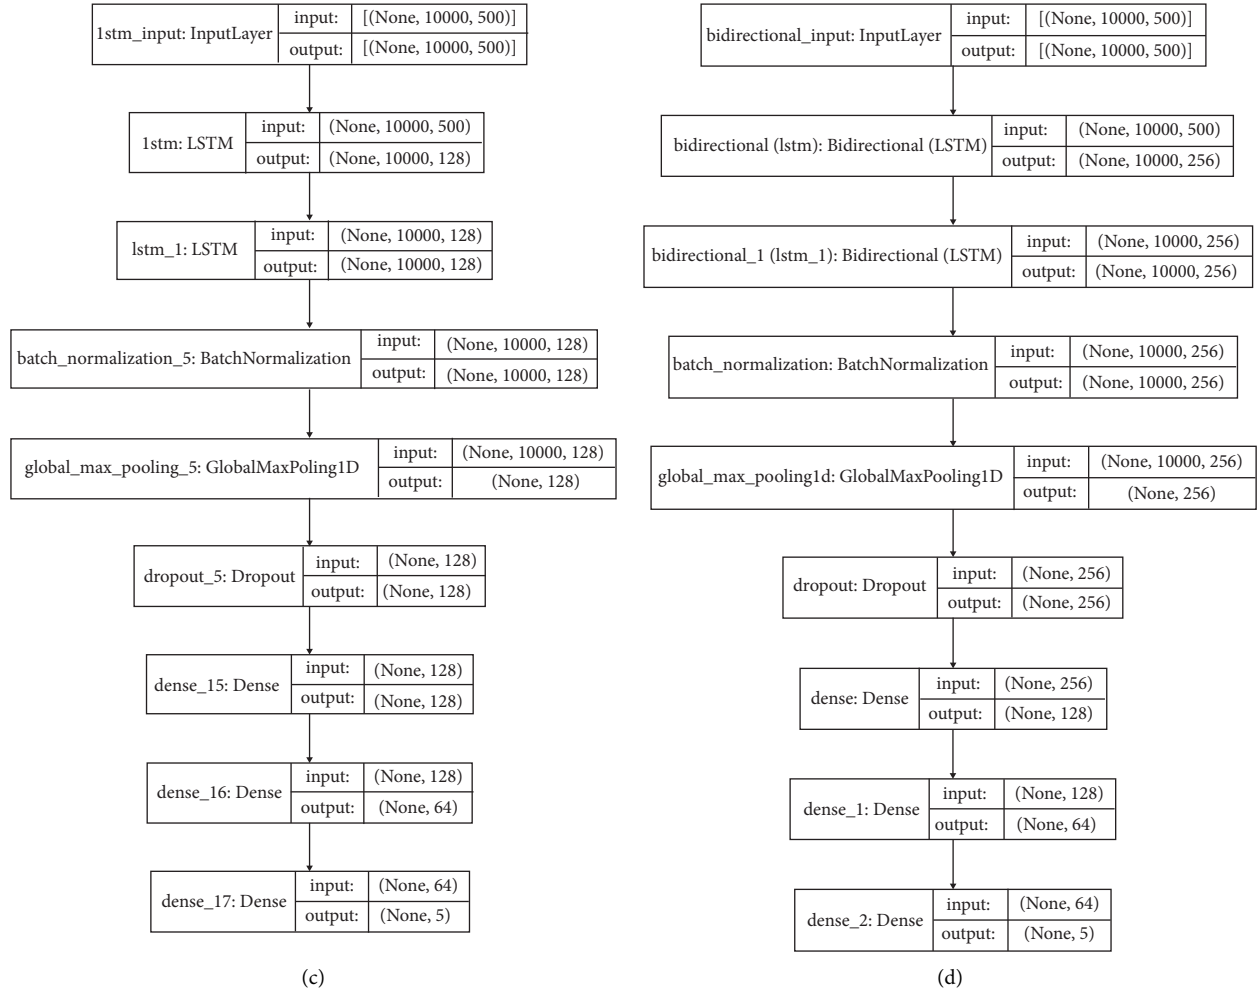 1stm_input: InputLayer
input: [(None, 10000, 500)]
output: [(None, 10000, 500)]
1stm: LSTM
input: (None, 10000, 500)
output: (None, 10000, 128)
lstm_1: LSTM
input: (None, 10000, 128)
output: (None, 10000, 128)
batch_normalization_5: BatchNormalization
input: (None, 10000, 128)
output: (None, 10000, 128)
global_max_pooling_5: GlobalMaxPoling1D
input: (None, 10000, 128)
output: (None, 128)
dropout_5: Dropout
input: (None, 128)
output: (None, 128)
dense_15: Dense
input: (None, 128)
output: (None, 128)
dense_16: Dense
input: (None, 128)
output: (None, 64)
dense_17: Dense
input: (None, 64)
output: (None, 5)
(c)
bidirectional_input: InputLayer
input: [(None, 10000, 500)]
output: [(None, 10000, 500)]
bidirectional (lstm): Bidirectional (LSTM)
input: (None, 10000, 500)
output: (None, 10000, 256)
bidirectional_1 (lstm_1): Bidirectional (LSTM)
input: (None, 10000, 256)
output: (None, 10000, 256)
batch_normalization: BatchNormalization
input: (None, 10000, 256)
output: (None, 10000, 256)
global_max_pooling1d: GlobalMaxPooling1D
input: (None, 10000, 256)
output: (None, 256)
dropout: Dropout
input: (None, 256)
output: (None, 256)
dense: Dense
input: (None, 256)
output: (None, 128)
dense_1: Dense
input: (None, 128)
output: (None, 64)
dense_2: Dense
input: (None, 64)
output: (None, 5)
(d)